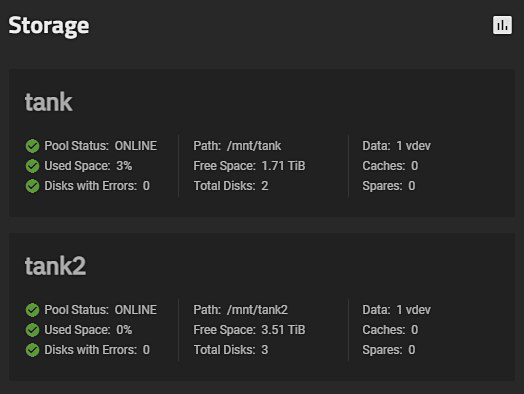 Storage
tank
Pool Status: ONLINE Path: /mnt/tank Data: 1 vdev
Used Space: 3% Free Space: 1.71 TiB Caches: 0
Disks with Errors: 0 Total Disks: 2 Spares: 0
tank2
Pool Status: ONLINE Path: /mnt/tank2 Data: 1 vdev
Used Space: 0% Free Space: 3.51 TiB Caches: 0
Disks with Errors: 0 Total Disks: 3 Spares: 0